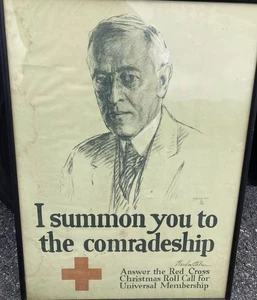 I summon you to
the comradeship
Answer the Red Cross
Christmas Roll Call for
Universal Membership